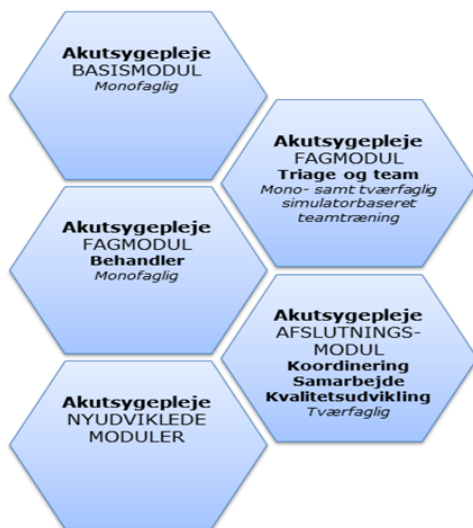 Akutsygepleje
BASISMODUL
Monofaglig
Akutsygepleje
FAGMODUL
Triage og team
Mono- samt tværfaglig
simulatorbaseret
teamtræning
Akutsygepleje
FAGMODUL
Behandler
Monofaglig
Akutsygepleje
AFSLUTNINGS-
MODUL
Koordinering
Samarbejde
Kvalitetsudvikling
Tværfaglig
Akutsygepleje
NYUDVIKLEDE
MODULER